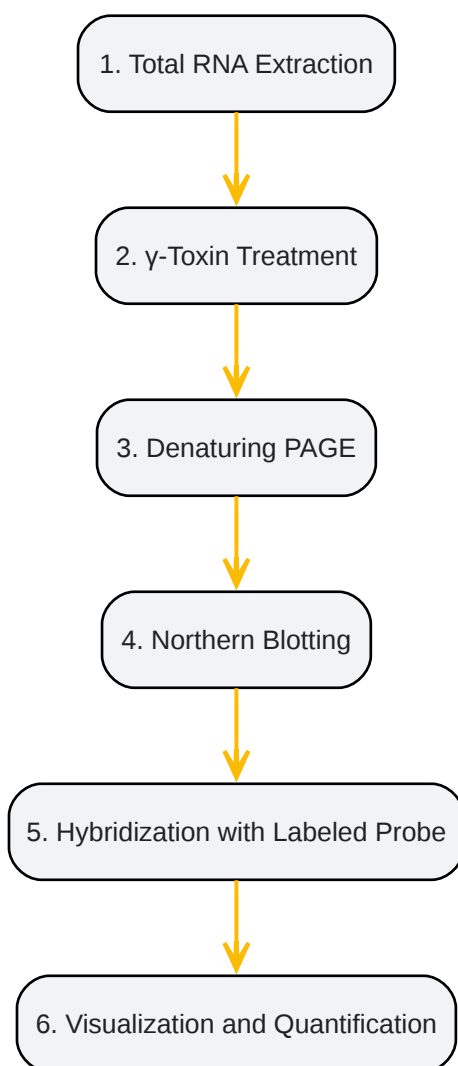 1. Total RNA Extraction
2. γ-Toxin Treatment
3. Denaturing PAGE
4. Northern Blotting
5. Hybridization with Labeled Probe
6. Visualization and Quantification